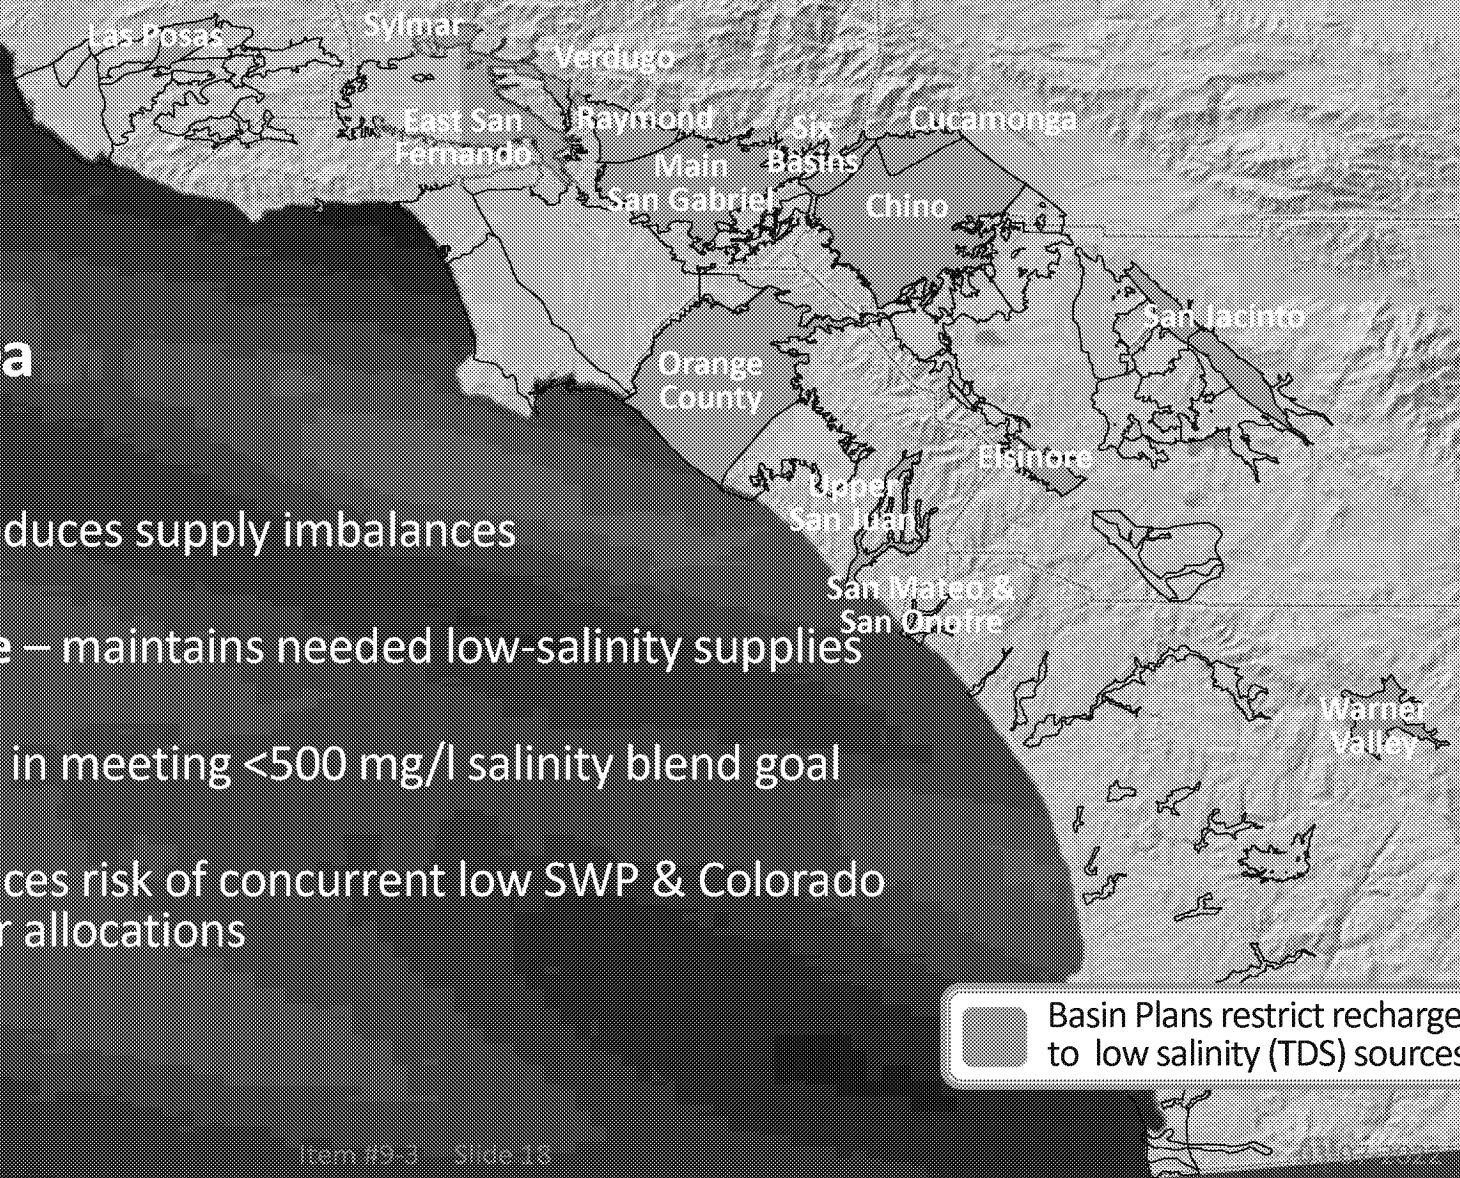 Las Posas
Sylmar
Verdugo
East San
Fernando
Raymond
Six
Basins
Cucamonga
Main
San Gabriel
Chino
San Jacinto
a
Orange
County
Elsinore
Upper
San Juan
duces supply imbalances
San Mateo &
San Onofre
e – maintains needed low-salinity supplies
Warner
Valley
in meeting <500 mg/l salinity blend goal
ces risk of concurrent low SWP & Colorado
r allocations
Basin Plans restrict recharge
to low salinity (TDS) sources
Item #9-3 Slide 18